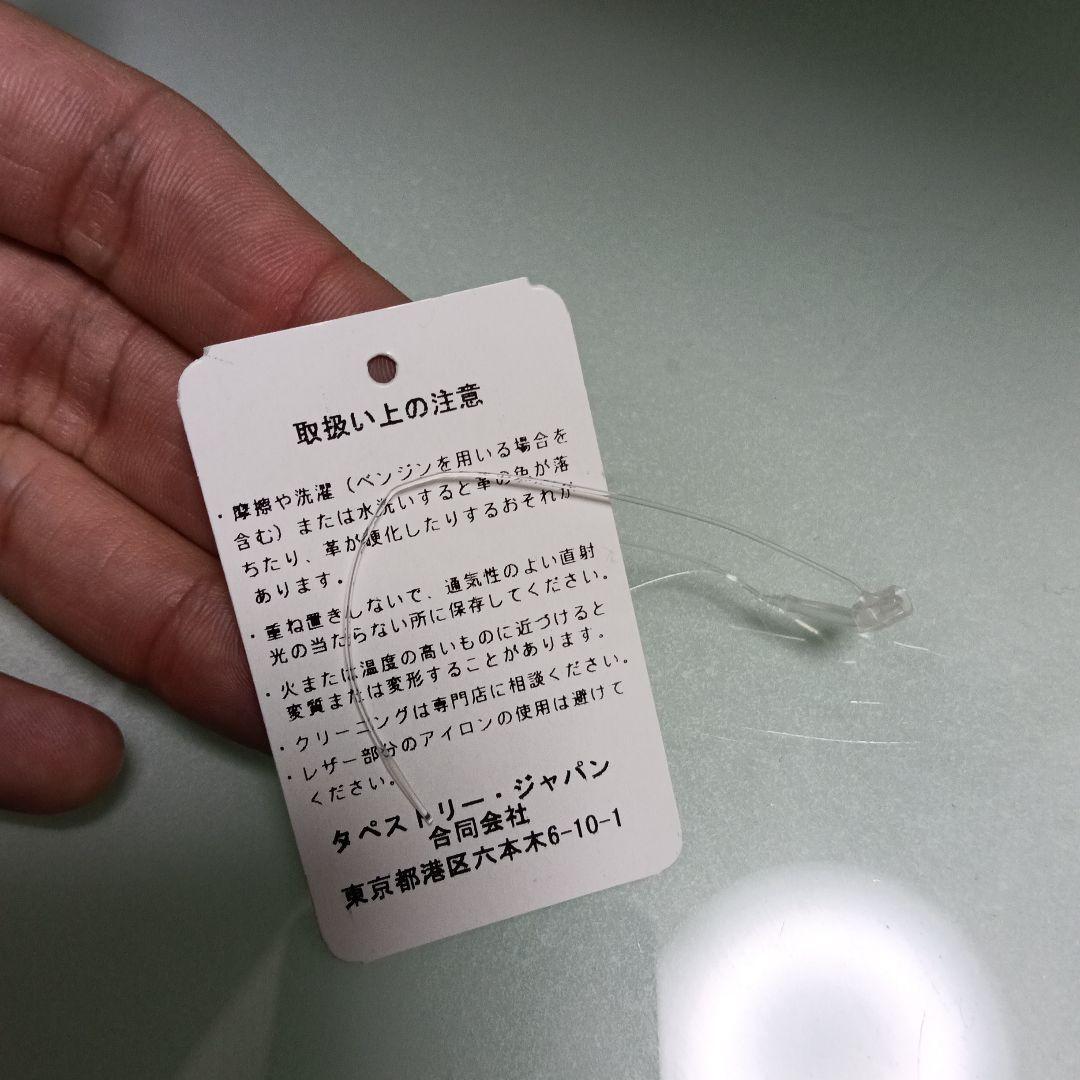 取扱い上の注意
・摩擦や洗濯（ベンジンを用いる場合を
含む）または水洗いすると革の色が落
ちたり、革が硬化したりするおそれが
あります。
・重ね置きしないで、通気性のよい直射
光の当たらない所に保存してください。
・火または温度の高いものに近づけると
変質または変形することがあります。
・クリーニングは専門店に相談ください。
・レザー部分のアイロンの使用は避けて
ください。
タペストリー・ジャパン
合同会社
東京都港区六本木6-10-1